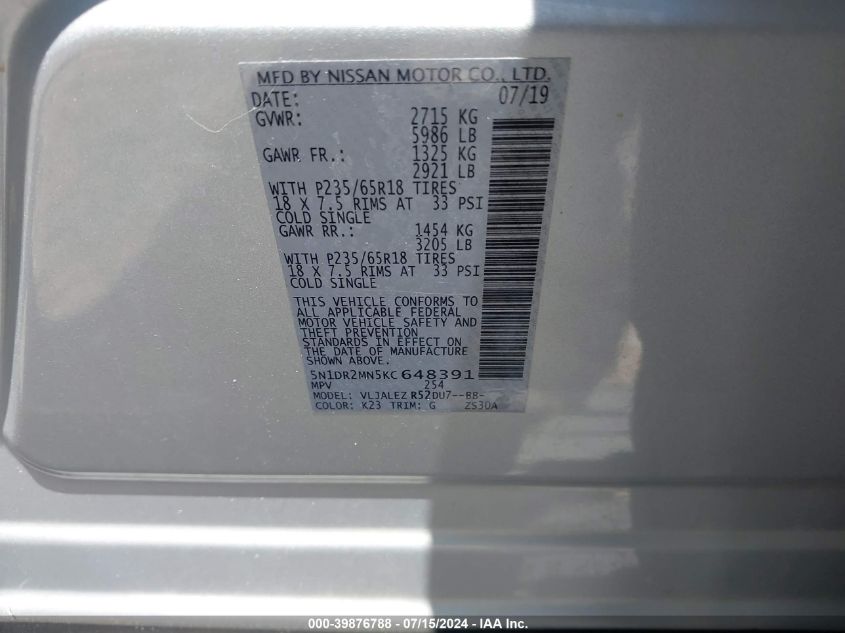 MFD BY NISSAN MOTOR CO., LTD.
DATE: 07/19
GVWR: 2715 KG
5986 LB
GAWR FR.: 1325 KG
2921 LB
WITH P235/65R18 TIRES
18 X 7.5 RIMS AT 33 PSI
COLD SINGLE
GAWR RR.: 1454 KG
3205 LB
WITH P235/65R18 TIRES
18 X 7.5 RIMS AT 33 PSI
COLD SINGLE
THIS VEHICLE CONFORMS TO
ALL APPLICABLE FEDERAL
MOTOR VEHICLE SAFETY AND
THEFT PREVENTION
STANDARDS IN EFFECT ON
THE DATE OF MANUFACTURE
SHOWN ABOVE.
5N1DR2MN5KC648391
MPV 254
MODEL: VLJALEZ R52DU7--BB-
COLOR: K23 TRIM: G ZS30A
000-39876788 - 07/15/2024 - IAA Inc.